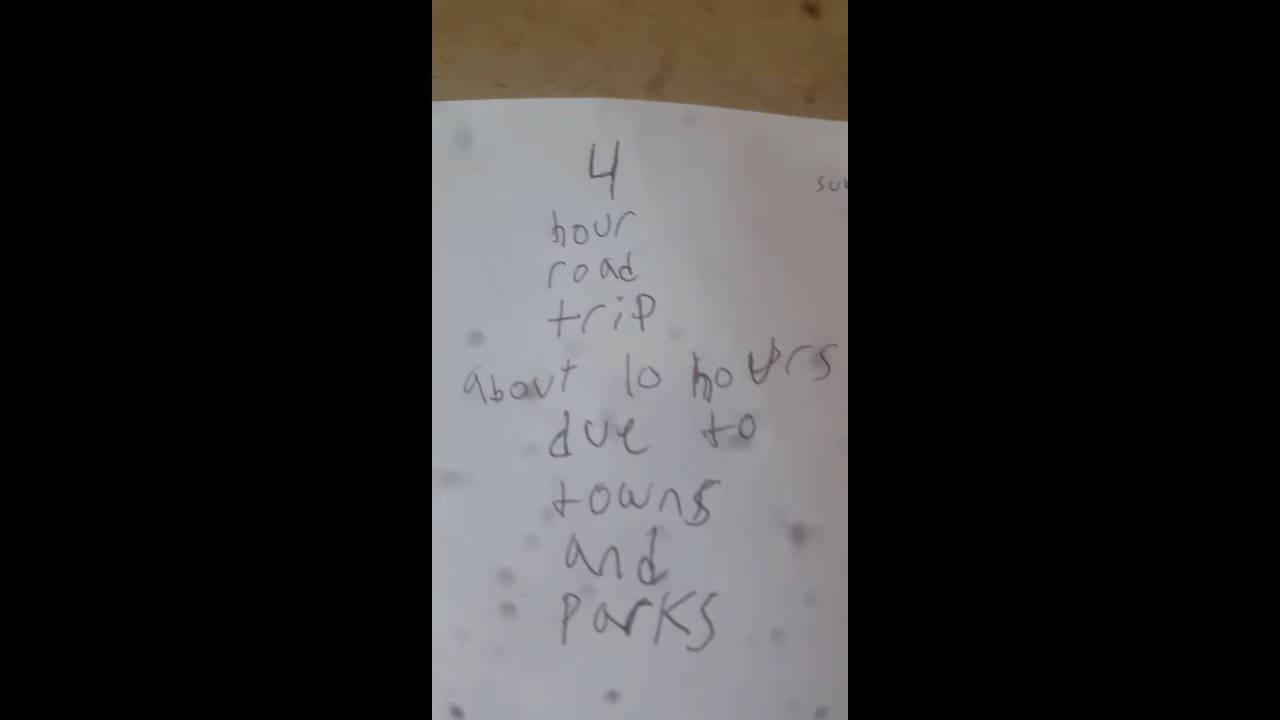 4
hour
road
trip
about 10 hours
due to
towns
and
parks